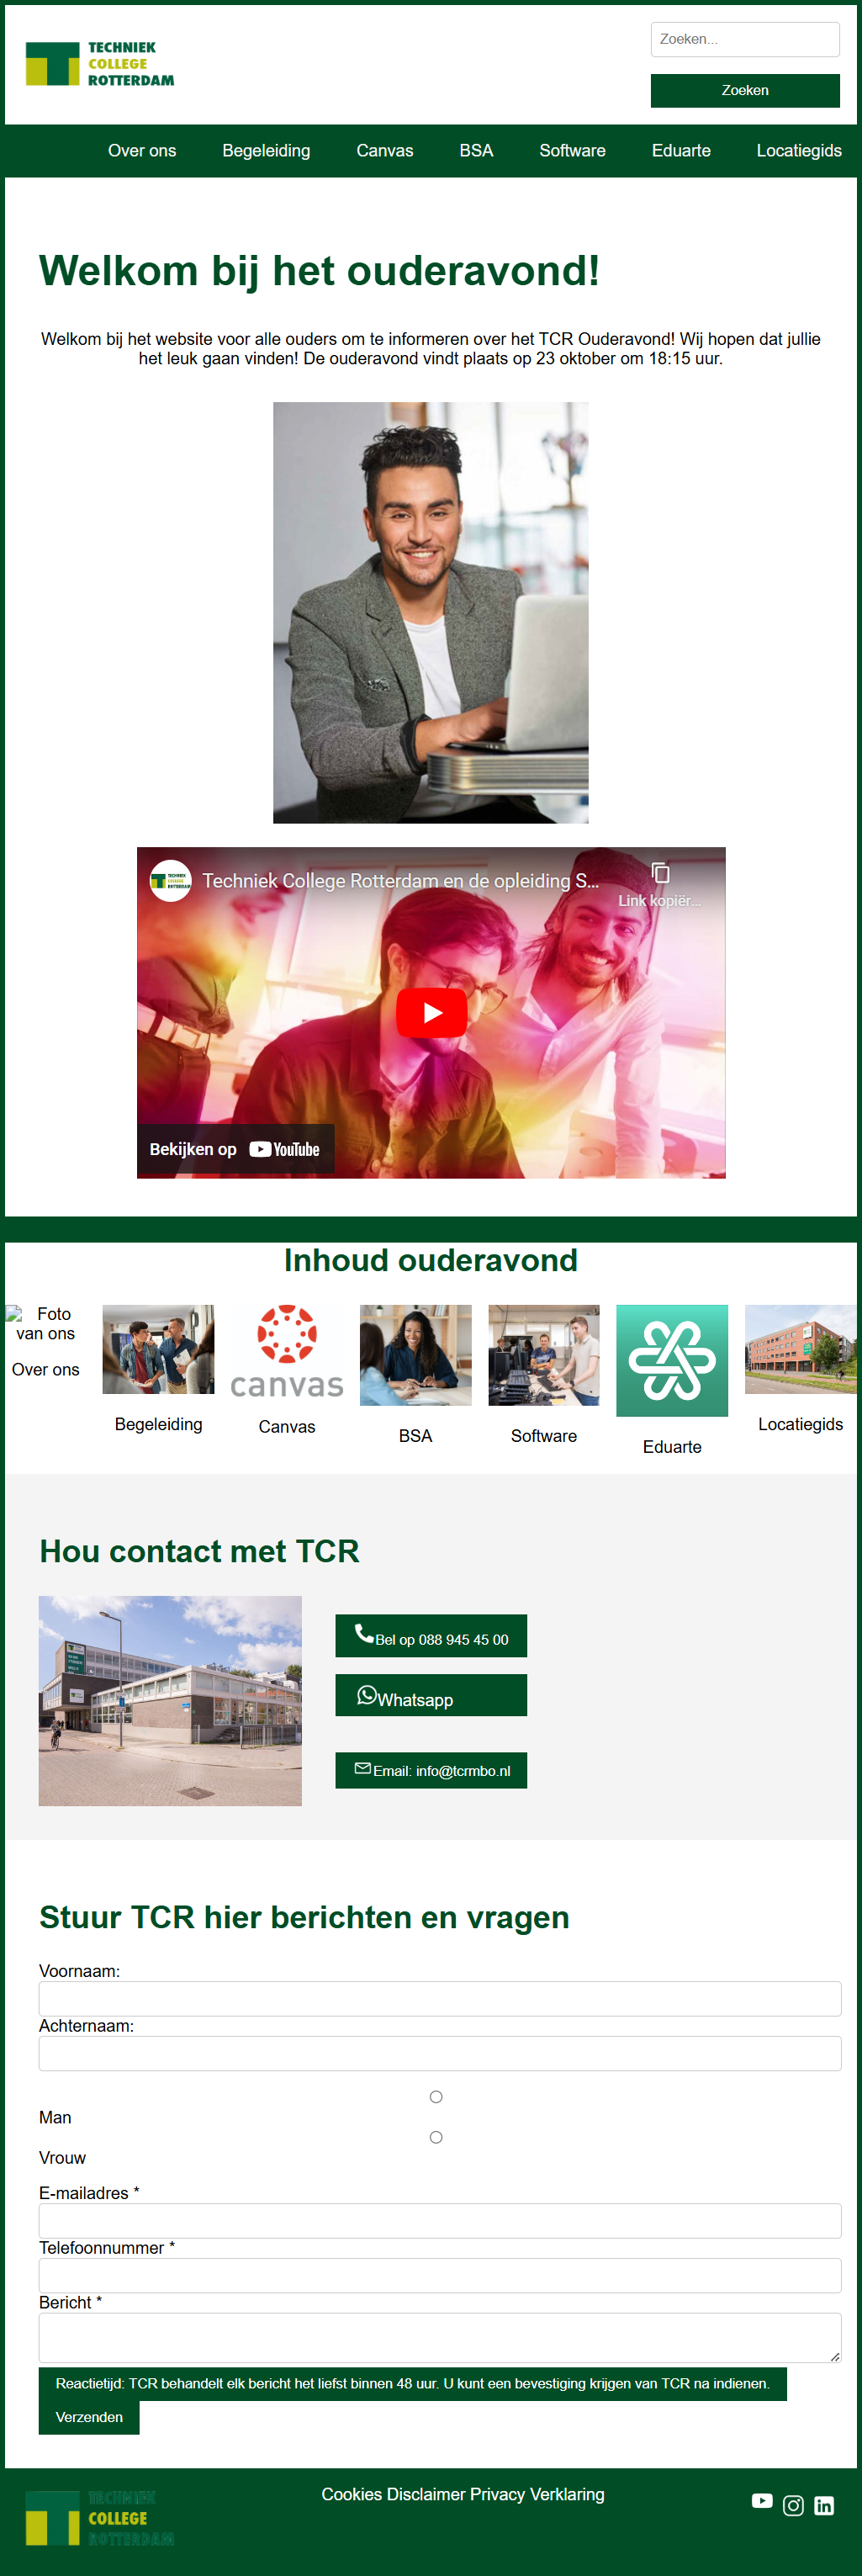 TECHNIEK
COLLEGE
ROTTERDAM
Zoeken...
Zoeken
Over ons Begeleiding Canvas BSA Software Eduarte Locatiegids
Welkom bij het ouderavond!
Welkom bij het website voor alle ouders om te informeren over het TCR Ouderavond! Wij hopen dat jullie
het leuk gaan vinden! De ouderavond vindt plaats op 23 oktober om 18:15 uur.
TECHNIEK
COLLEGE
ROTTERDAM
Techniek College Rotterdam en de opleiding S...
Link kopiër...
Bekijken op YouTube
Inhoud ouderavond
Foto
van ons
canvas
Over ons
Begeleiding
Canvas
BSA
Software
Eduarte
Locatiegids
Hou contact met TCR
Bel op 088 945 45 00
Whatsapp
Email: info@tcrmbo.nl
Stuur TCR hier berichten en vragen
Voornaam:
Achternaam:
Man
Vrouw
E-mailadres *
Telefoonnummer *
Bericht *
Reactietijd: TCR behandelt elk bericht het liefst binnen 48 uur. U kunt een bevestiging krijgen van TCR na indienen.
Verzenden
TECHNIEK
COLLEGE
ROTTERDAM
Cookies Disclaimer Privacy Verklaring
in